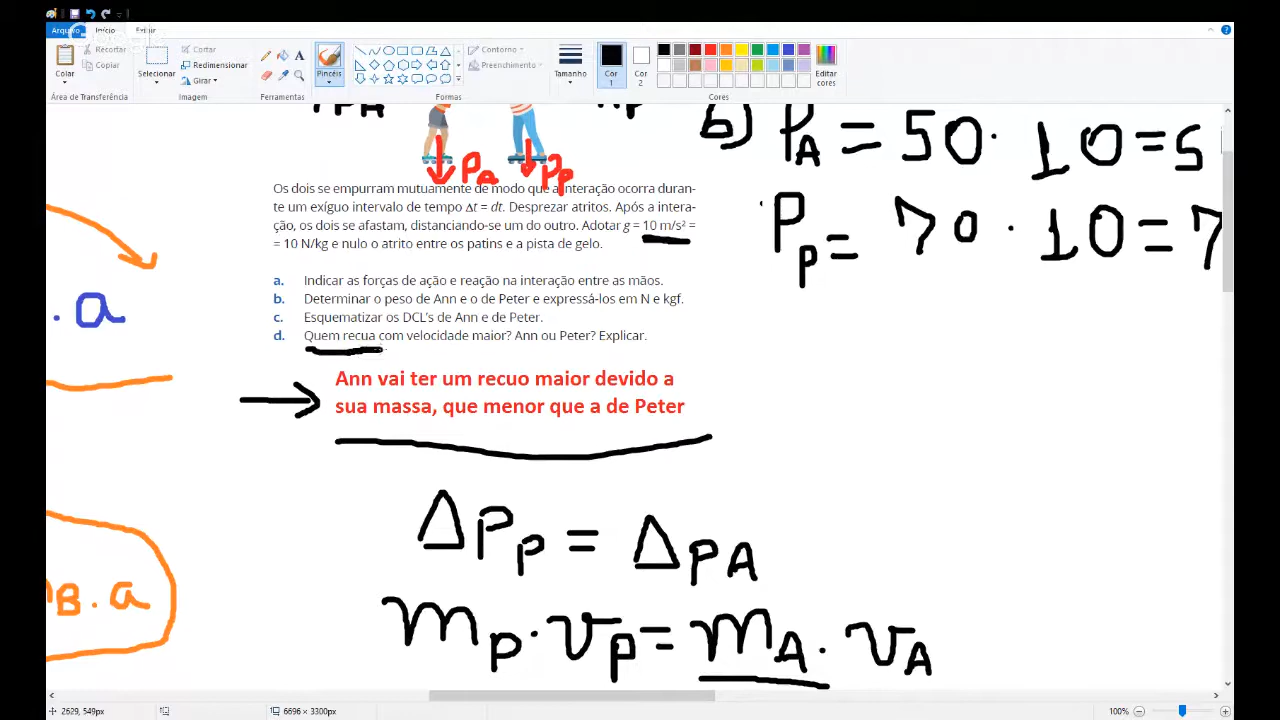 Arquivo Início Exibir
Colar
Recortar
Copiar
Área de Transferência
Selecionar
Cortar
Redimensionar
Girar
Imagem
Ferramentas
Pincéis
Contorno
Preenchimento
Formas
Tamanho
Cor 1
Cor 2
Editar cores
Cores
b) PA = 50 · 10 = 5
Pp = 70 · 10 = 7
PA
Pp
Os dois se empurram mutuamente de modo que a interação ocorra duran-
te um exíguo intervalo de tempo Δt = dt. Desprezar atritos. Após a intera-
ção, os dois se afastam, distanciando-se um do outro. Adotar g = 10 m/s² =
= 10 N/kg e nulo o atrito entre os patins e a pista de gelo.
a. Indicar as forças de ação e reação na interação entre as mãos.
b. Determinar o peso de Ann e o de Peter e expressá-los em N e kgf.
c. Esquematizar os DCL's de Ann e de Peter.
d. Quem recua com velocidade maior? Ann ou Peter? Explicar.
. a
Ann vai ter um recuo maior devido a
sua massa, que menor que a de Peter
ΔPp = ΔPA
B . a
mp · vp = mA · vA
2629, 549px
6696 × 3300px
100%